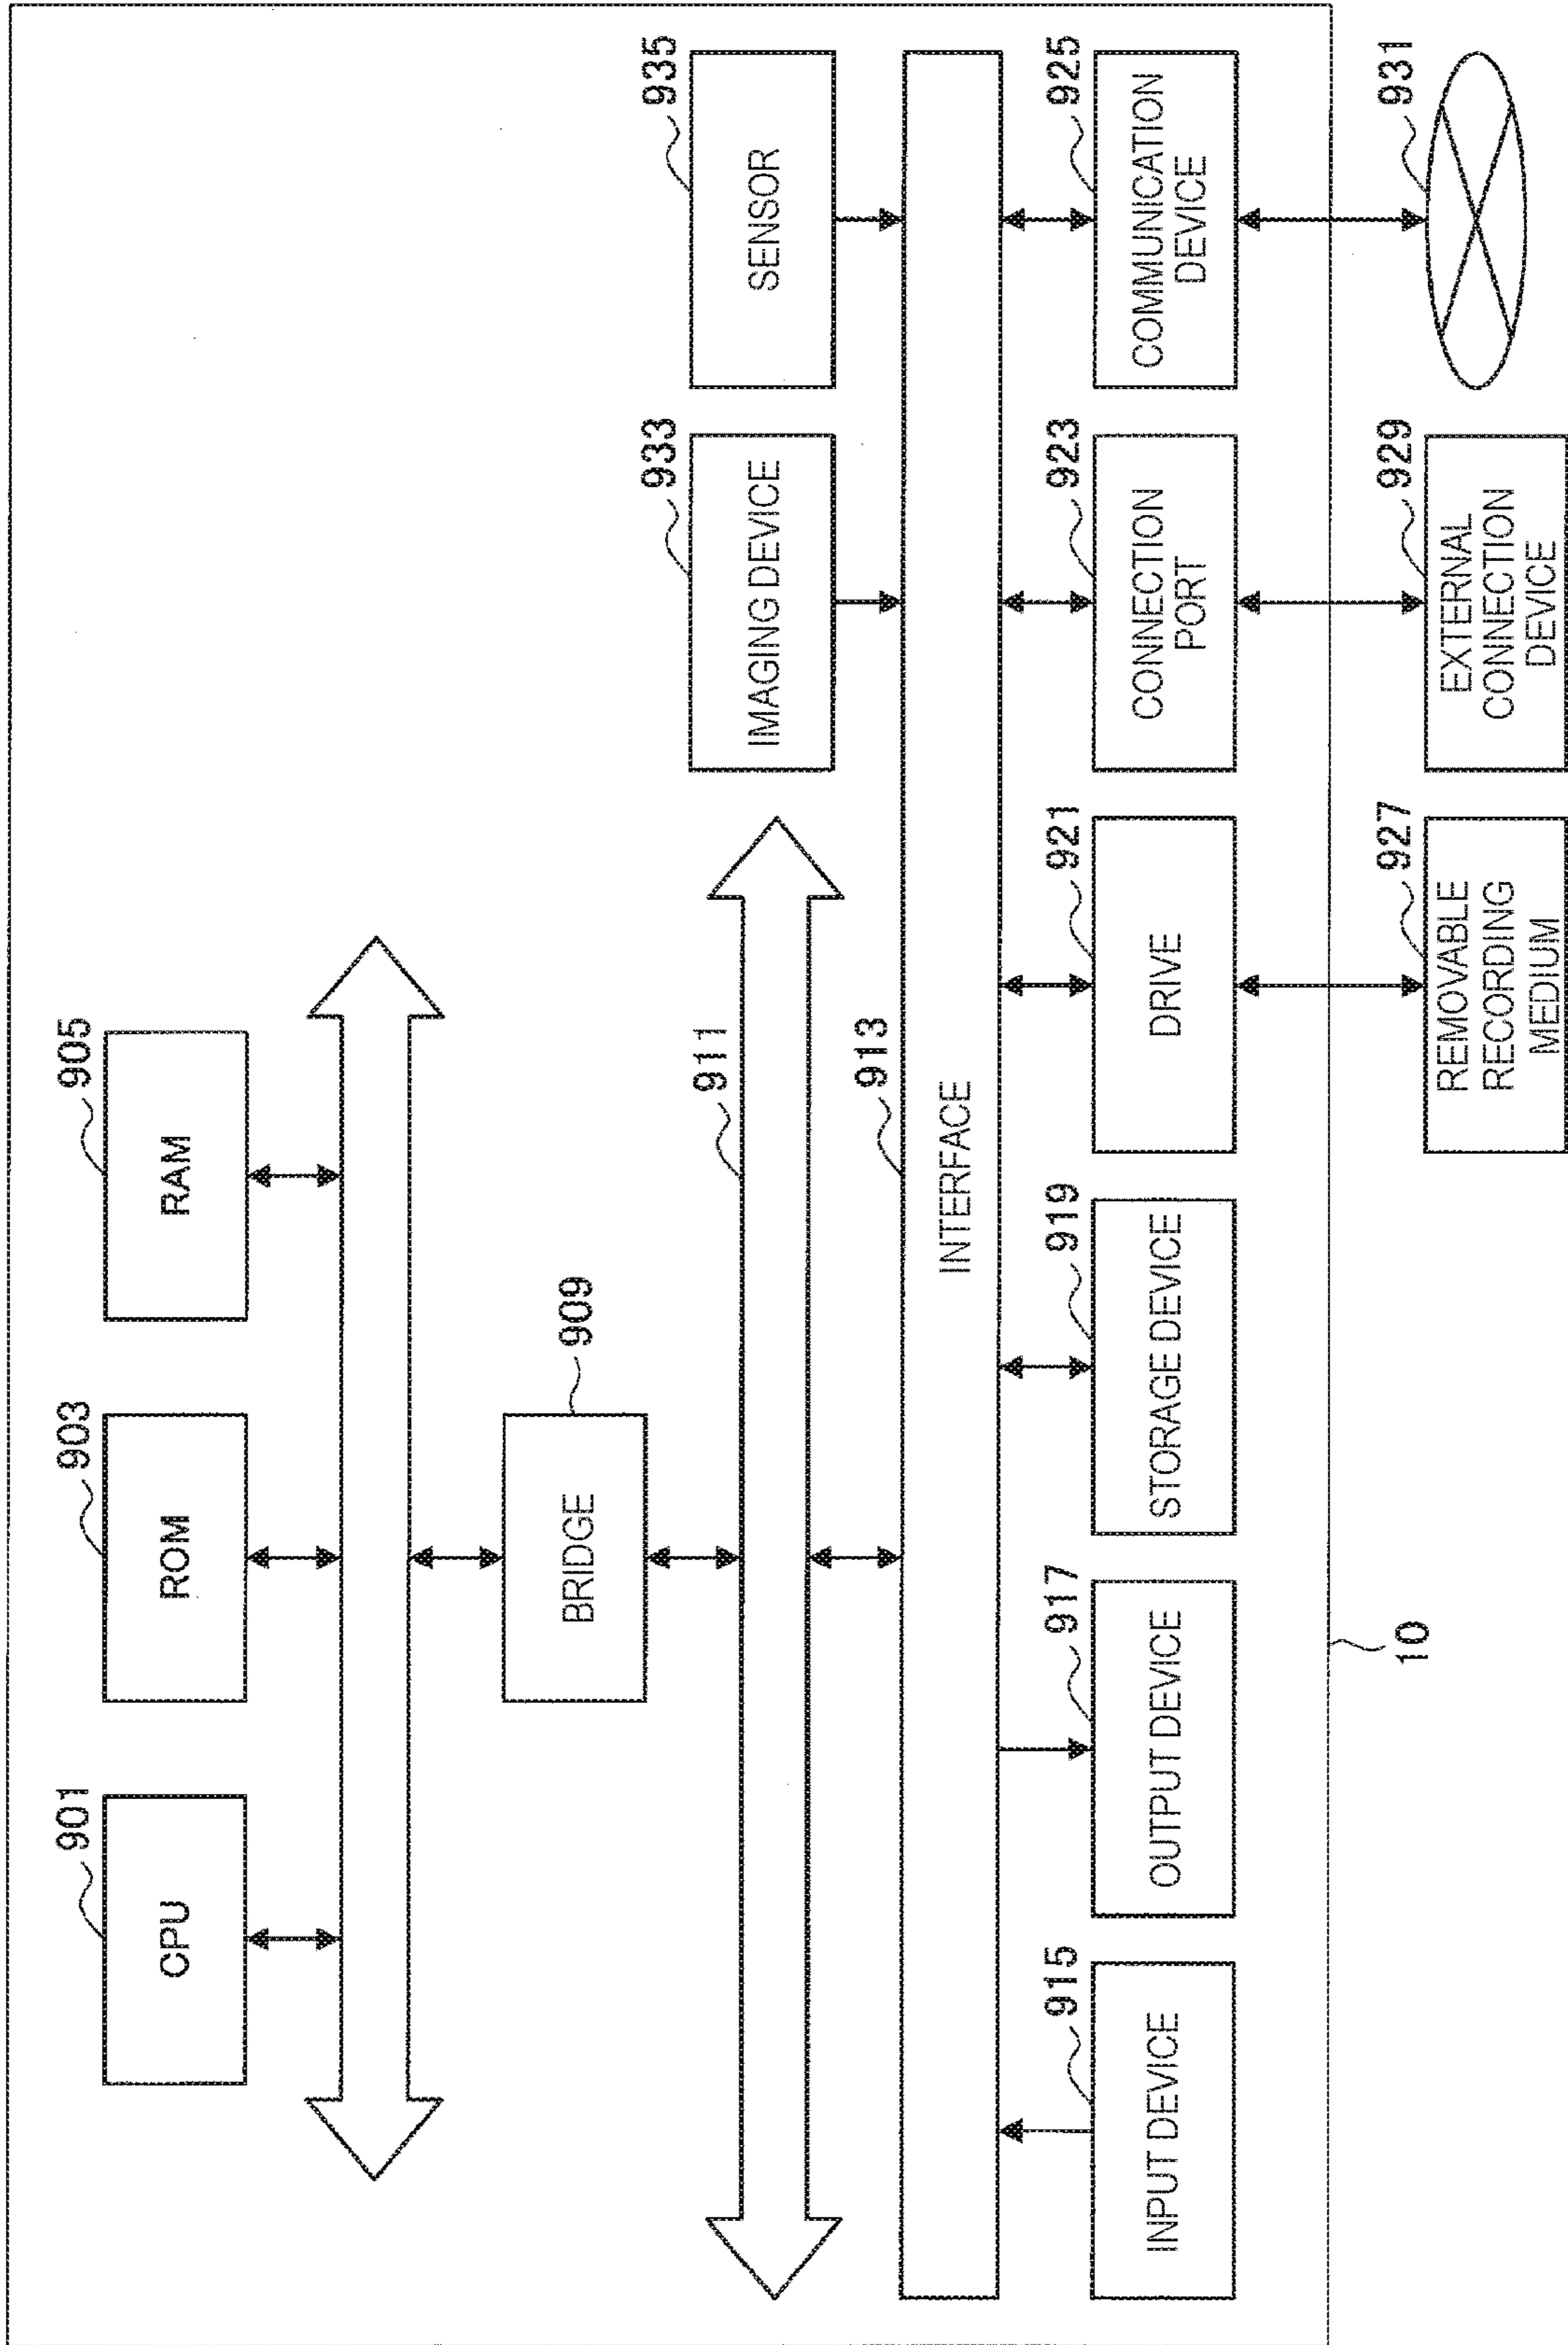 901
CPU
903
ROM
905
RAM
909
BRIDGE
911
933
IMAGING DEVICE
935
SENSOR
913
INTERFACE
915
INPUT DEVICE
917
OUTPUT DEVICE
919
STORAGE DEVICE
921
DRIVE
923
CONNECTION
PORT
925
COMMUNICATION
DEVICE
10
927
REMOVABLE
RECORDING
MEDIUM
929
EXTERNAL
CONNECTION
DEVICE
931